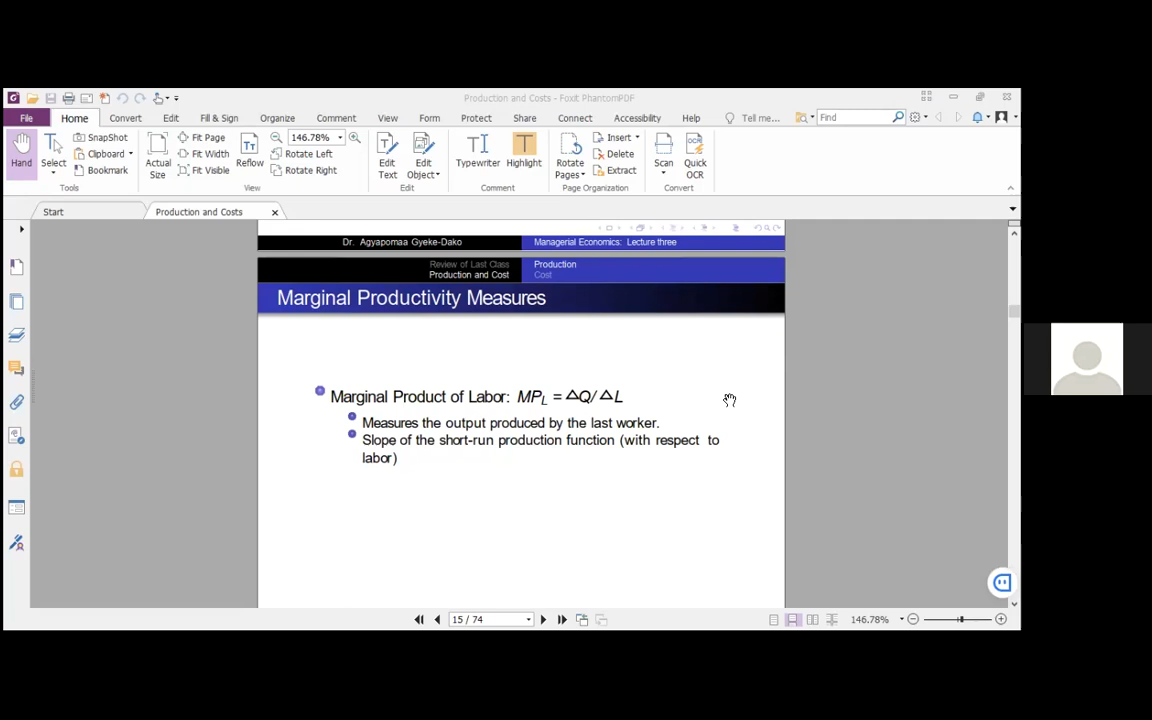 Production and Costs - Foxit PhantomPDF
File Home Convert Edit Fill & Sign Organize Comment View Form Protect Share Connect Accessibility Help Tell me... Find
Hand
Select
SnapShot
Clipboard
Bookmark
Tools
Actual Size
Fit Page
Fit Width
Fit Visible
Reflow
146.78%
Rotate Left
Rotate Right
View
Edit Text
Edit Object
Edit
Typewriter
Highlight
Comment
Rotate Pages
Insert
Delete
Extract
Page Organization
Scan
Quick OCR
Convert
Start
Production and Costs
Dr. Agyapomaa Gyeke-Dako Managerial Economics: Lecture three
Review of Last Class Production
Production and Cost Cost
Marginal Productivity Measures
Marginal Product of Labor: MPL = △Q/△L
Measures the output produced by the last worker.
Slope of the short-run production function (with respect to
labor)
15 / 74
146.78%